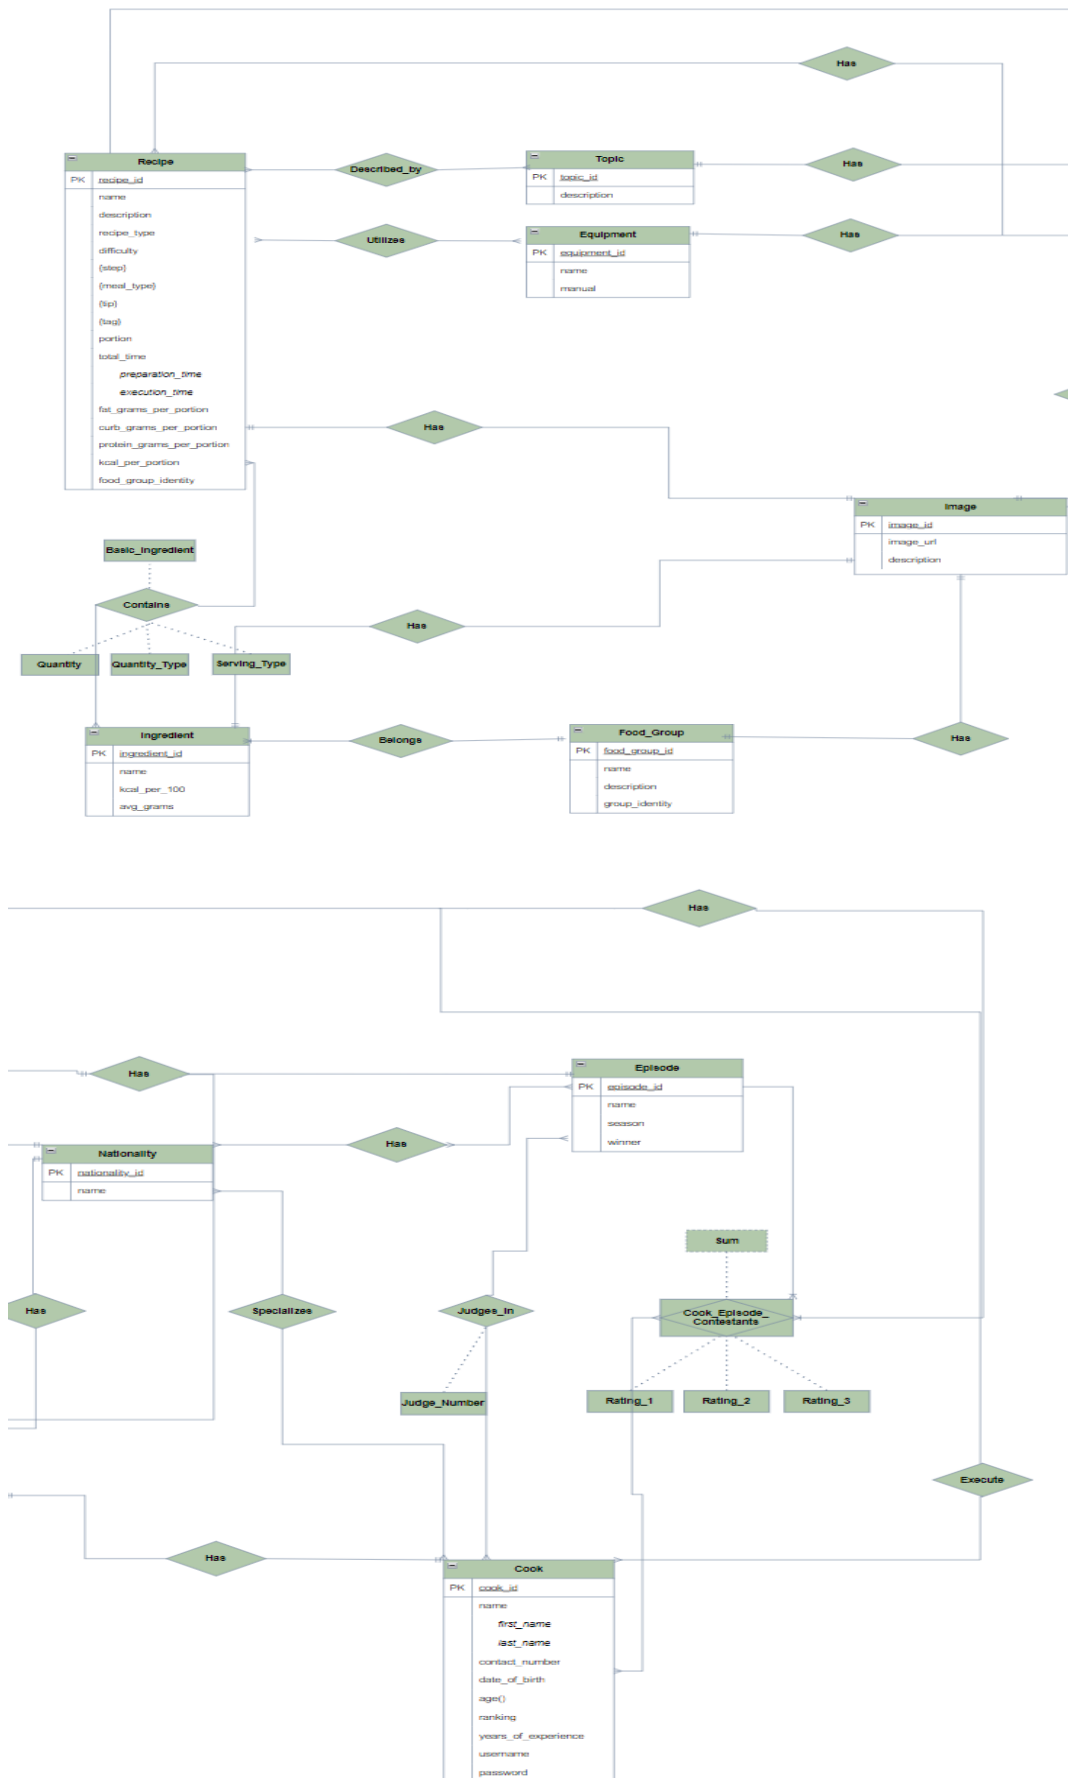 Has
Recipe
PK recipe_id
name
description
recipe_type
difficulty
{step}
{meal_type}
{tip}
{tag}
portion
total_time
preparation_time
execution_time
fat_grams_per_portion
curb_grams_per_portion
protein_grams_per_portion
kcal_per_portion
food_group_identity
Described_by
Topic
PK topic_id
description
Has
Utilizes
Equipment
PK equipment_id
name
manual
Has
Has
Image
PK image_id
image_url
description
Basic_Ingredient
Contains
Quantity
Quantity_Type
Serving_Type
Has
Ingredient
PK ingredient_id
name
kcal_per_100
avg_grams
Belongs
Food_Group
PK food_group_id
name
description
group_identity
Has
Has
Has
Episode
PK episode_id
name
season
winner
Has
Nationality
PK nationality_id
name
Sum
Has
Specializes
Judges_In
Cook_Episode_
Contestants
Judge_Number
Rating_1
Rating_2
Rating_3
Execute
Has
Cook
PK cook_id
name
first_name
last_name
contact_number
date_of_birth
age()
ranking
years_of_experience
username
password